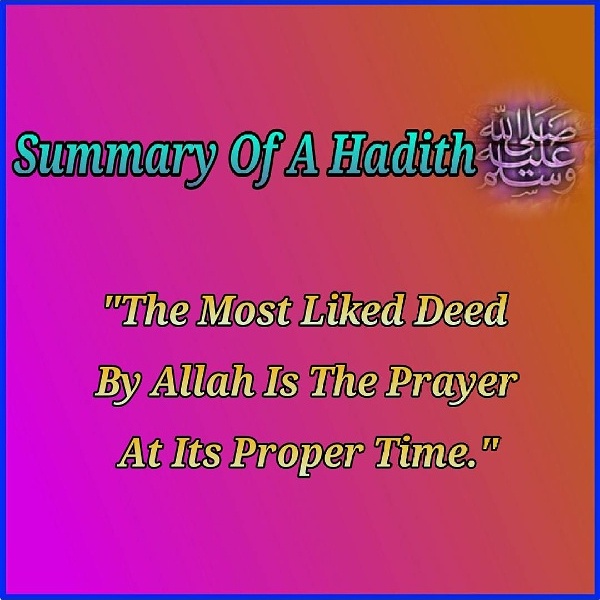 Summary Of A Hadith
صلى الله
عليه
وسلم
"The Most Liked Deed
By Allah Is The Prayer
At Its Proper Time."